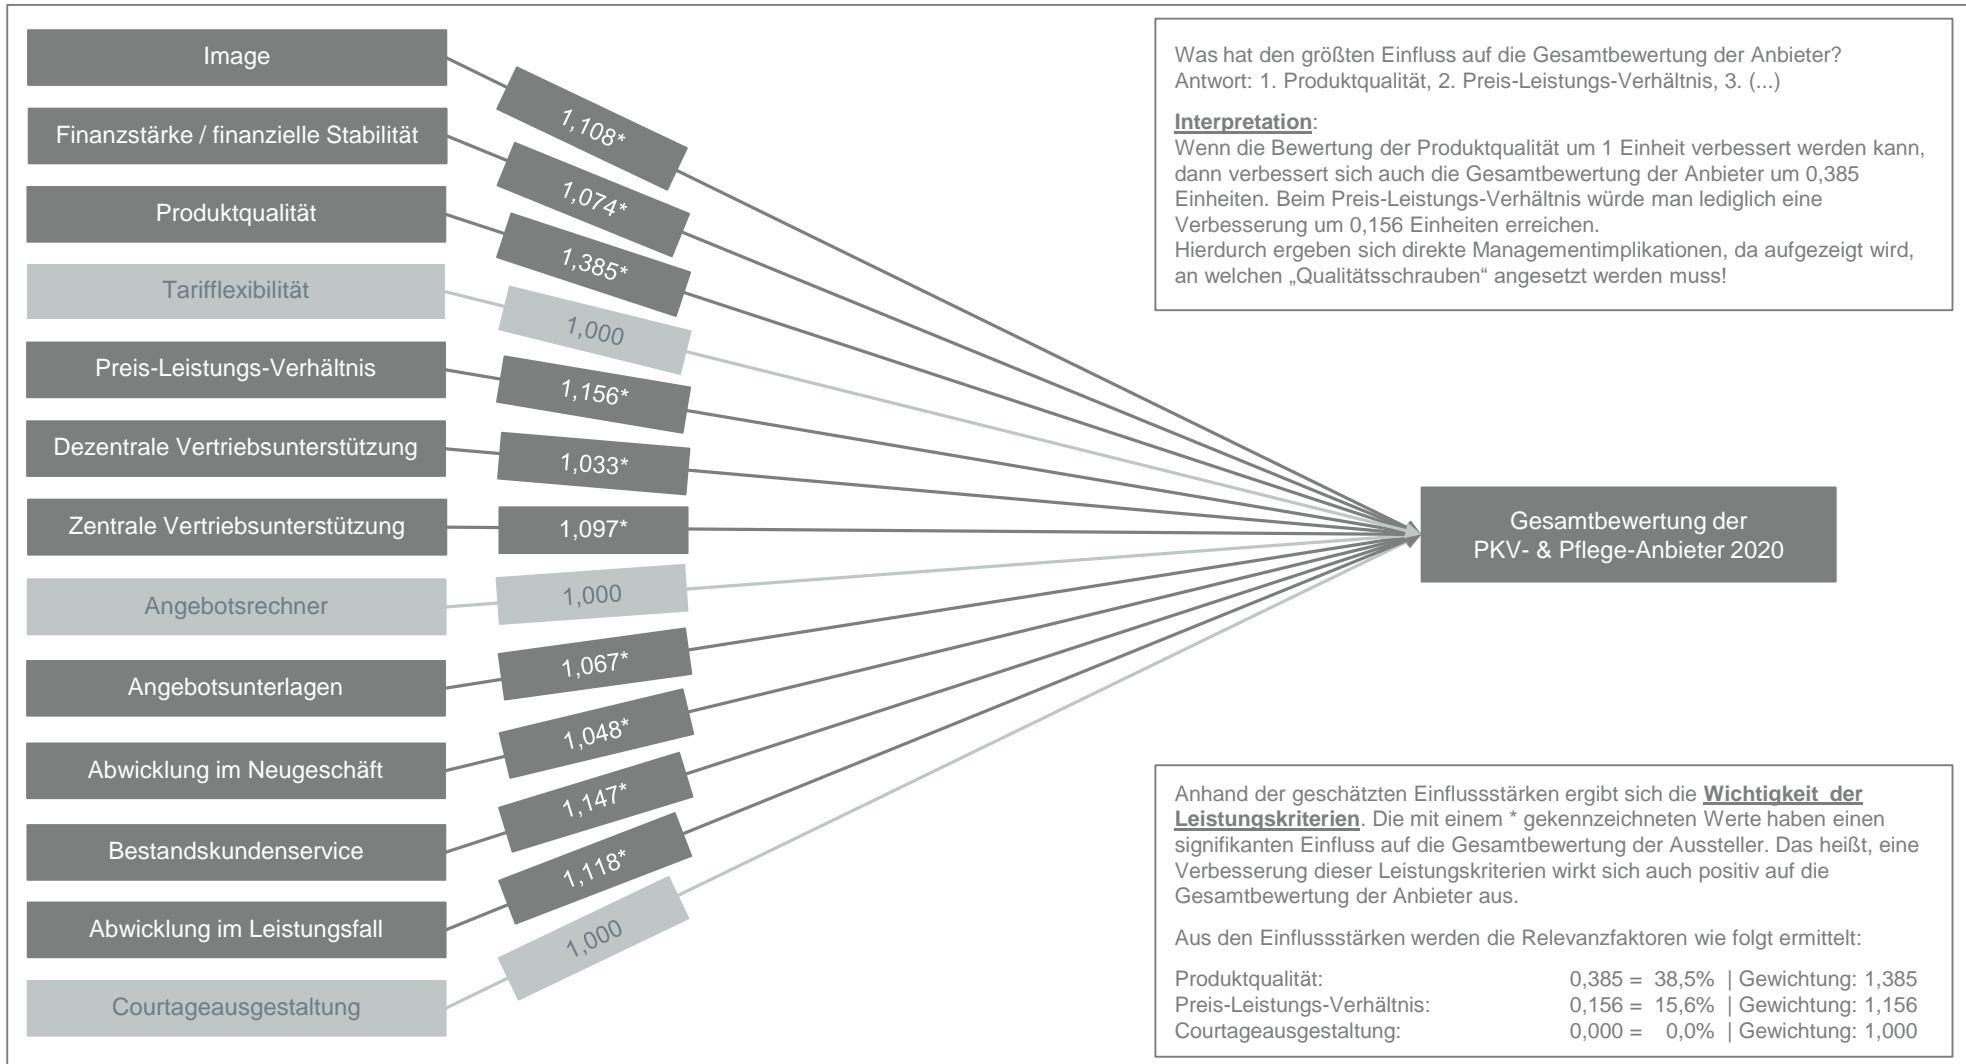 Image
1,108*
Finanzstärke / finanzielle Stabilität
1,074*
Produktqualität
1,385*
Tarifflexibilität
1,000
Preis-Leistungs-Verhältnis
1,156*
Dezentrale Vertriebsunterstützung
1,033*
Zentrale Vertriebsunterstützung
1,097*
Angebotsrechner
1,000
Angebotsunterlagen
1,067*
Abwicklung im Neugeschäft
1,048*
Bestandskundenservice
1,147*
Abwicklung im Leistungsfall
1,118*
Courtageausgestaltung
1,000
Was hat den größten Einfluss auf die Gesamtbewertung der Anbieter?
Antwort: 1. Produktqualität, 2. Preis-Leistungs-Verhältnis, 3. (...)
Interpretation:
Wenn die Bewertung der Produktqualität um 1 Einheit verbessert werden kann,
dann verbessert sich auch die Gesamtbewertung der Anbieter um 0,385
Einheiten. Beim Preis-Leistungs-Verhältnis würde man lediglich eine
Verbesserung um 0,156 Einheiten erreichen.
Hierdurch ergeben sich direkte Managementimplikationen, da aufgezeigt wird,
an welchen „Qualitätsschrauben“ angesetzt werden muss!
Gesamtbewertung der
PKV- & Pflege-Anbieter 2020
Anhand der geschätzten Einflussstärken ergibt sich die Wichtigkeit der
Leistungskriterien. Die mit einem * gekennzeichneten Werte haben einen
signifikanten Einfluss auf die Gesamtbewertung der Aussteller. Das heißt, eine
Verbesserung dieser Leistungskriterien wirkt sich auch positiv auf die
Gesamtbewertung der Anbieter aus.
Aus den Einflussstärken werden die Relevanzfaktoren wie folgt ermittelt:
Produktqualität: 0,385 = 38,5% | Gewichtung: 1,385
Preis-Leistungs-Verhältnis: 0,156 = 15,6% | Gewichtung: 1,156
Courtageausgestaltung: 0,000 = 0,0% | Gewichtung: 1,000